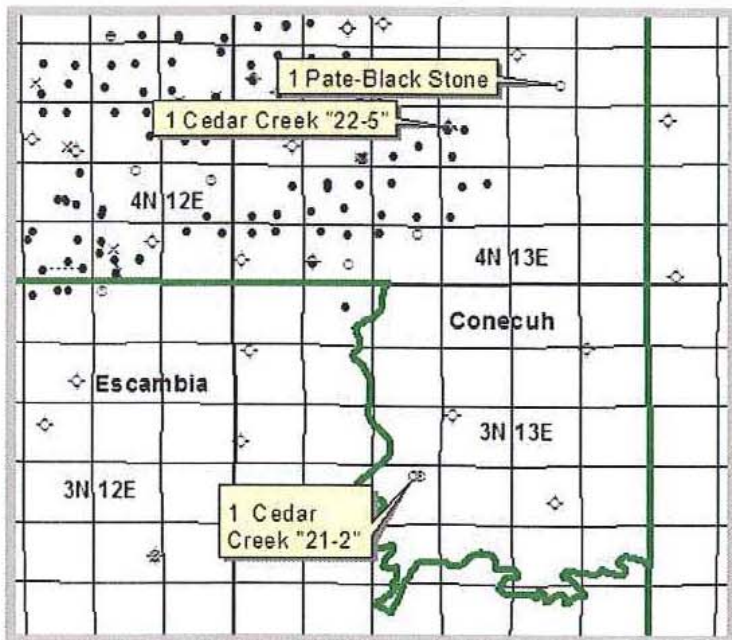 1 Pate-Black Stone
1 Cedar Creek "22-5"
4N 12E
4N 13E
Conecuh
Escambia
3N 13E
3N 12E
1 Cedar
Creek "21-2"